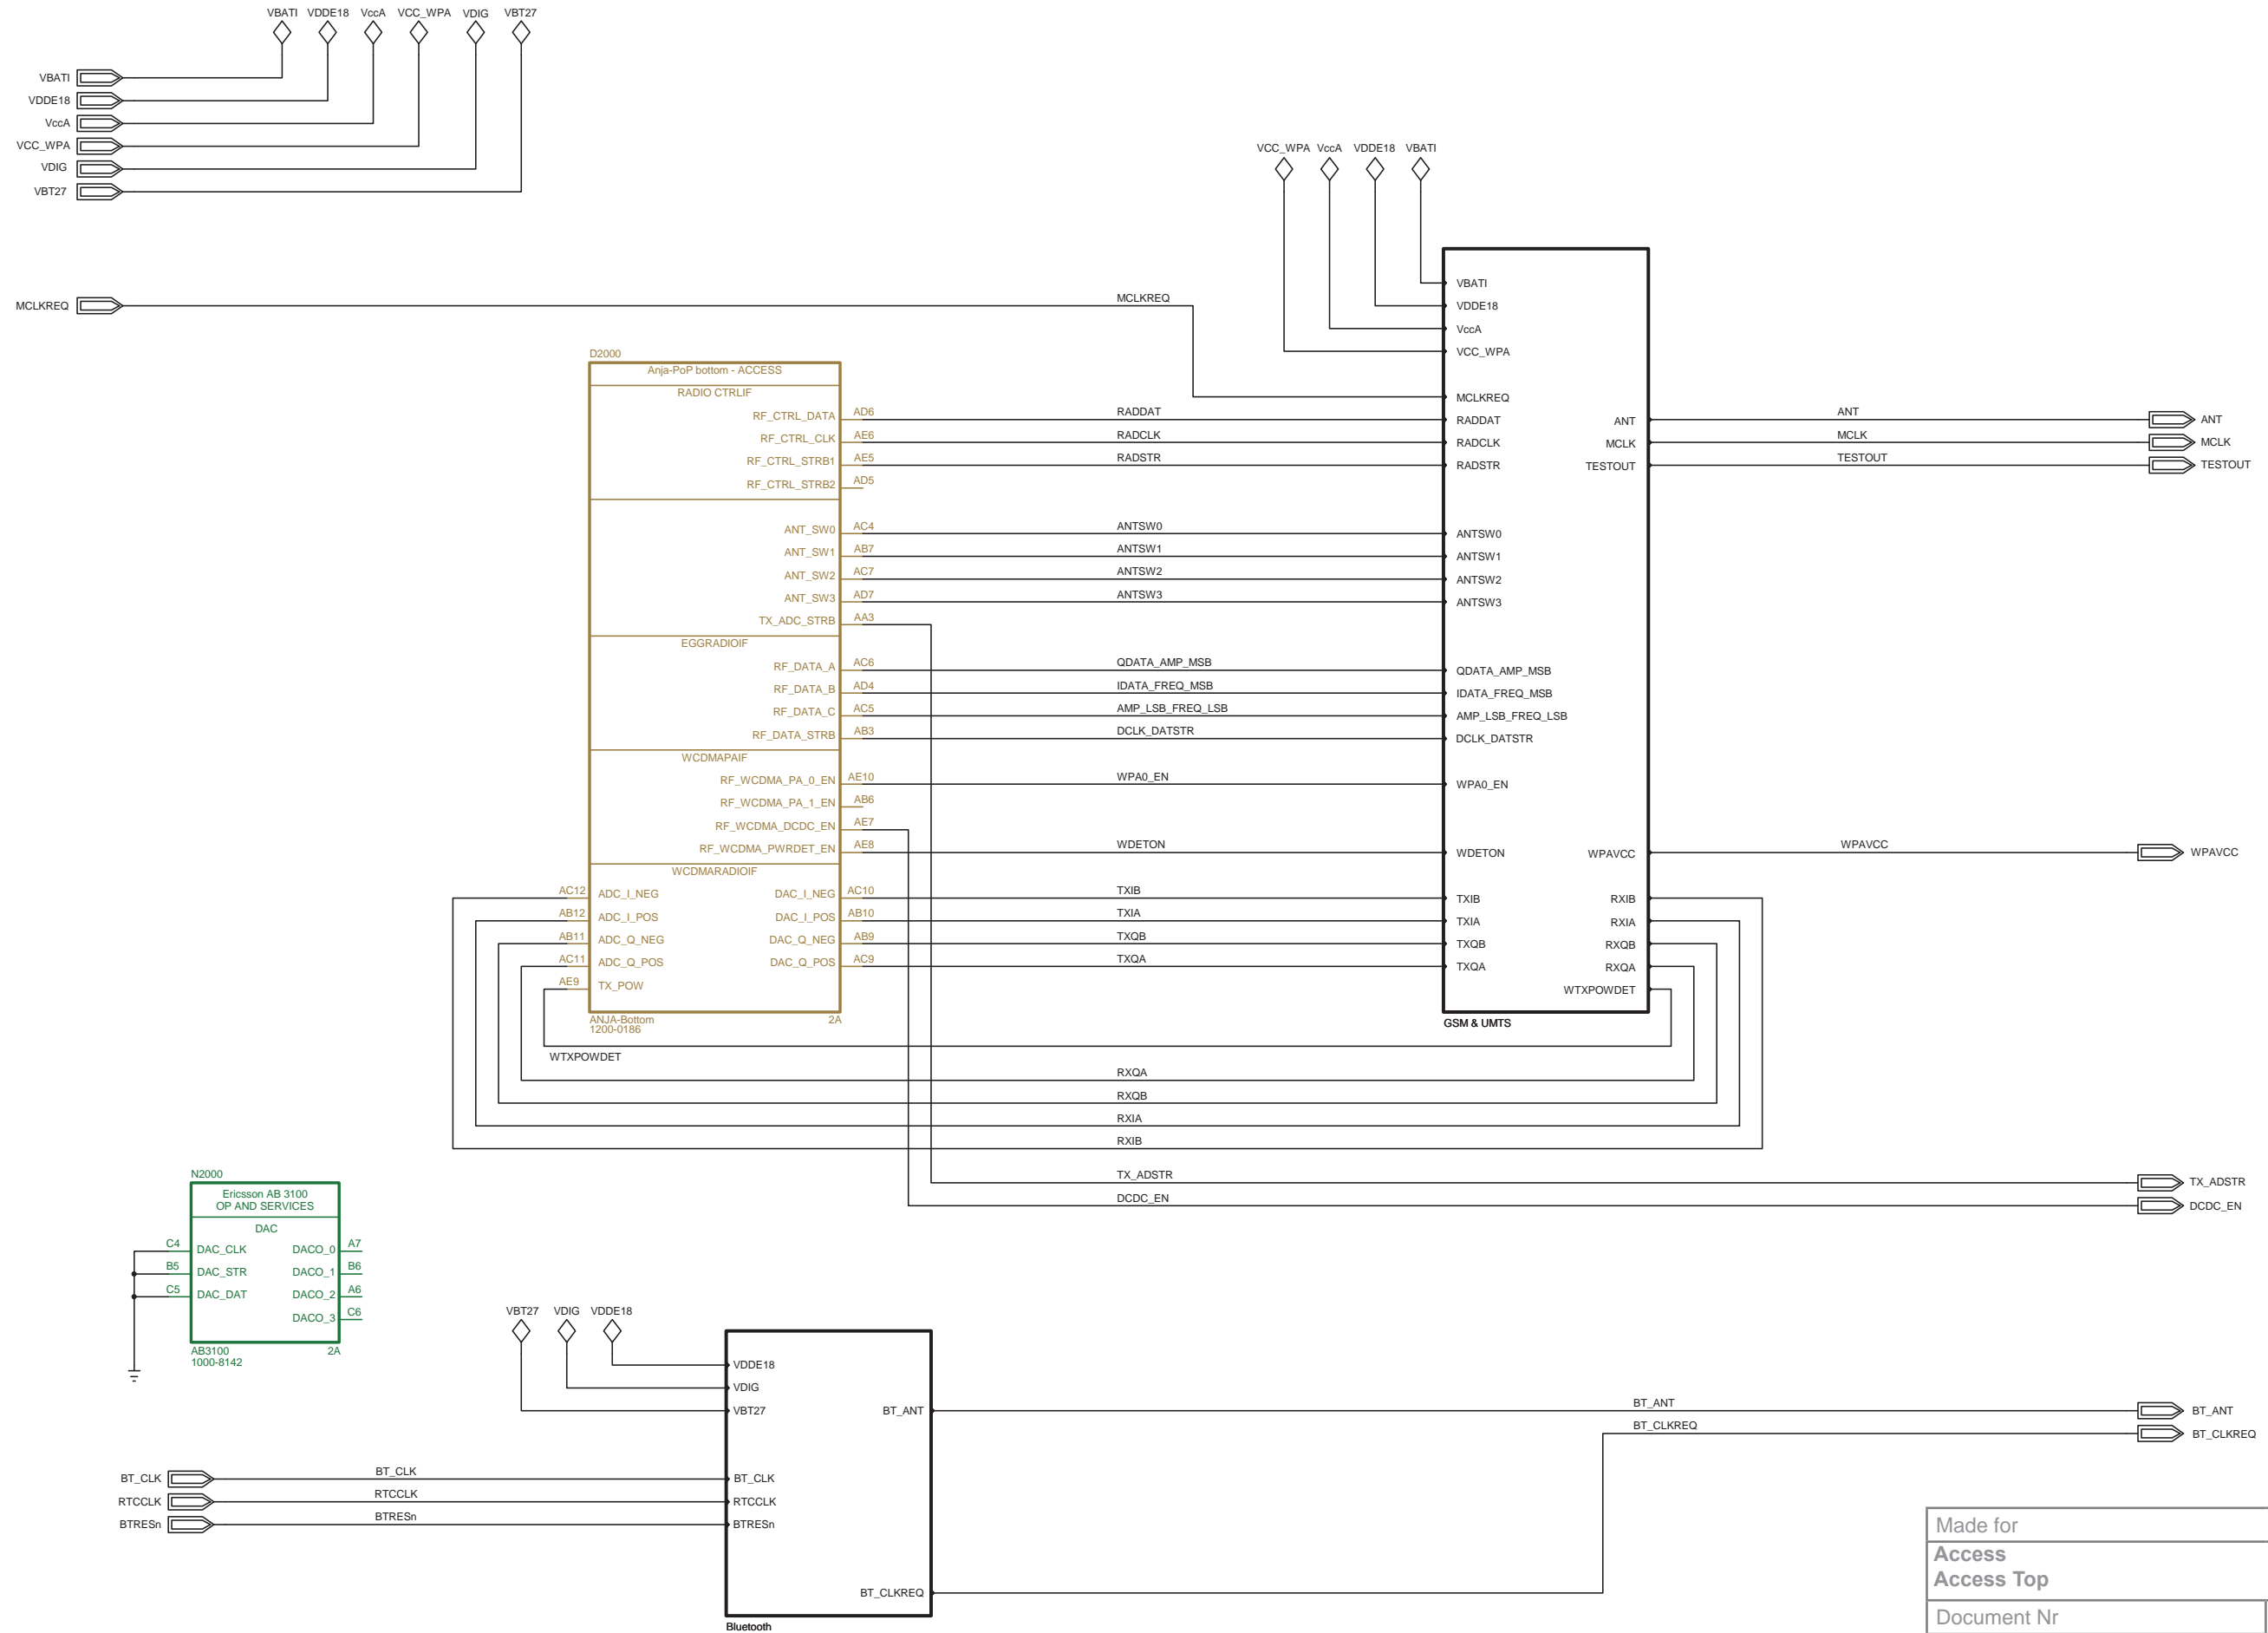 VBATI VDDE18 VccA VCC_WPA VDIG VBT27
VBATI
VDDE18
VccA
VCC_WPA
VDIG
VBT27
VCC_WPA VccA VDDE18 VBATI
MCLKREQ
MCLKREQ
D2000
Anja-PoP bottom - ACCESS
RADIO CTRLIF
RF_CTRL_DATA AD6 RADDAT
RF_CTRL_CLK AE6 RADCLK
RF_CTRL_STRB1 AE5 RADSTR
RF_CTRL_STRB2 AD5
ANT_SW0 AC4 ANTSW0
ANT_SW1 AB7 ANTSW1
ANT_SW2 AC7 ANTSW2
ANT_SW3 AD7 ANTSW3
TX_ADC_STRB AA3
EGGRADIOIF
RF_DATA_A AC6 QDATA_AMP_MSB
RF_DATA_B AD4 IDATA_FREQ_MSB
RF_DATA_C AC5 AMP_LSB_FREQ_LSB
RF_DATA_STRB AB3 DCLK_DATSTR
WCDMAPAIF
RF_WCDMA_PA_0_EN AE10 WPA0_EN
RF_WCDMA_PA_1_EN AB6
RF_WCDMA_DCDC_EN AE7
RF_WCDMA_PWRDET_EN AE8 WDETON
WCDMARADIOIF
AC12 ADC_I_NEG DAC_I_NEG AC10 TXIB
AB12 ADC_I_POS DAC_I_POS AB10 TXIA
AB11 ADC_Q_NEG DAC_Q_NEG AB9 TXQB
AC11 ADC_Q_POS DAC_Q_POS AC9 TXQA
AE9 TX_POW
ANJA-Bottom 2A
1200-0186
VBATI
VDDE18
VccA
VCC_WPA
MCLKREQ
RADDAT ANT ANT ANT
RADCLK MCLK MCLK MCLK
RADSTR TESTOUT TESTOUT TESTOUT
ANTSW0
ANTSW1
ANTSW2
ANTSW3
QDATA_AMP_MSB
IDATA_FREQ_MSB
AMP_LSB_FREQ_LSB
DCLK_DATSTR
WPA0_EN
WDETON WPAVCC WPAVCC WPAVCC
TXIB RXIB
TXIA RXIA
TXQB RXQB
TXQA RXQA
WTXPOWDET
GSM & UMTS
WTXPOWDET
RXQA
RXQB
RXIA
RXIB
TX_ADSTR TX_ADSTR
DCDC_EN DCDC_EN
N2000
Ericsson AB 3100
OP AND SERVICES
DAC
C4 DAC_CLK DACO_0 A7
B5 DAC_STR DACO_1 B6
C5 DAC_DAT DACO_2 A6
DACO_3 C6
AB3100 2A
1000-8142
VBT27 VDIG VDDE18
VDDE18
VDIG
VBT27 BT_ANT BT_ANT BT_ANT
BT_CLKREQ BT_CLKREQ
BT_CLK BT_CLK BT_CLK
RTCCLK RTCCLK RTCCLK
BTRESn BTRESn BTRESn
BT_CLKREQ
Bluetooth
Made for
Access
Access Top
Document Nr